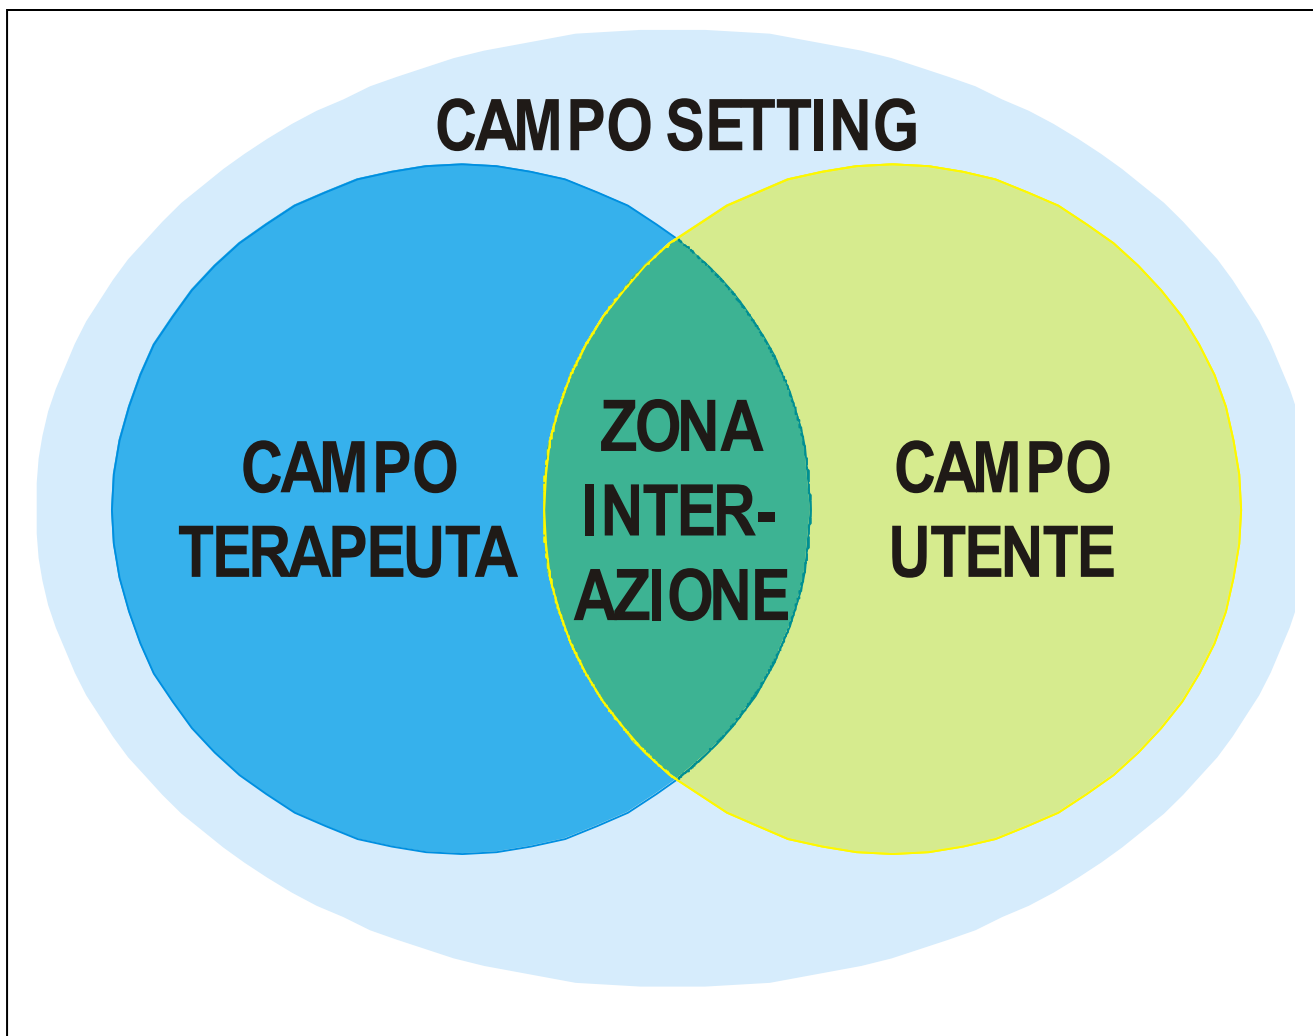 CAMPO SETTING
CAMPO
TERAPEUTA
ZONA
INTER-
AZIONE
CAMPO
UTENTE